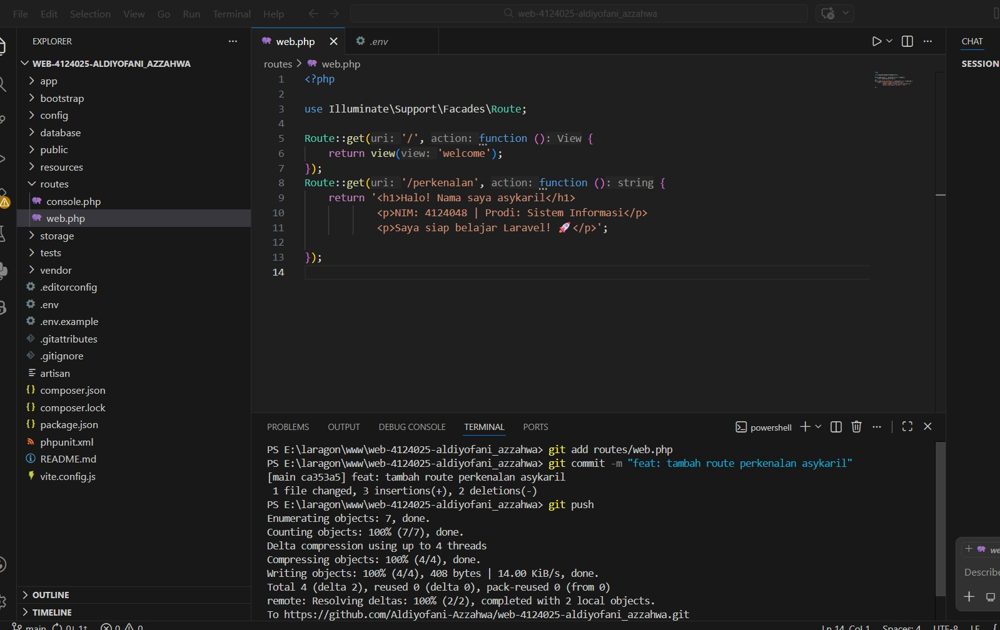 File Edit Selection View Go Run Terminal Help
web-4124025-aldiyofani_azzahwa
EXPLORER
WEB-4124025-ALDIYOFANI_AZZAHWA
app
bootstrap
config
database
public
resources
routes
console.php
web.php
storage
tests
vendor
.editorconfig
.env
.env.example
.gitattributes
.gitignore
artisan
composer.json
composer.lock
package.json
phpunit.xml
README.md
vite.config.js
OUTLINE
TIMELINE
web.php
.env
routes > web.php
1 <?php
2
3 use Illuminate\Support\Facades\Route;
4
5 Route::get(uri: '/', action: function (): View {
6 return view(view: 'welcome');
7 });
8 Route::get(uri: '/perkenalan', action: function (): string {
9 return '<h1>Halo! Nama saya asykaril</h1>
10 <p>NIM: 4124048 | Prodi: Sistem Informasi</p>
11 <p>Saya siap belajar Laravel! 🚀</p>';
12
13 });
14
PROBLEMS OUTPUT DEBUG CONSOLE TERMINAL PORTS
powershell
PS E:\laragon\www\web-4124025-aldiyofani_azzahwa> git add routes/web.php
PS E:\laragon\www\web-4124025-aldiyofani_azzahwa> git commit -m "feat: tambah route perkenalan asykaril"
[main ca353a5] feat: tambah route perkenalan asykaril
1 file changed, 3 insertions(+), 2 deletions(-)
PS E:\laragon\www\web-4124025-aldiyofani_azzahwa> git push
Enumerating objects: 7, done.
Counting objects: 100% (7/7), done.
Delta compression using up to 4 threads
Compressing objects: 100% (4/4), done.
Writing objects: 100% (4/4), 408 bytes | 14.00 KiB/s, done.
Total 4 (delta 2), reused 0 (delta 0), pack-reused 0 (from 0)
remote: Resolving deltas: 100% (2/2), completed with 2 local objects.
To https://github.com/Aldiyofani-Azzahwa/web-4124025-aldiyofani_azzahwa.git
CHAT
SESSION
we
Describe
main 0↓ 1↑ 0 0
Ln 14, Col 1 Spaces: 4 UTF-8 LF {